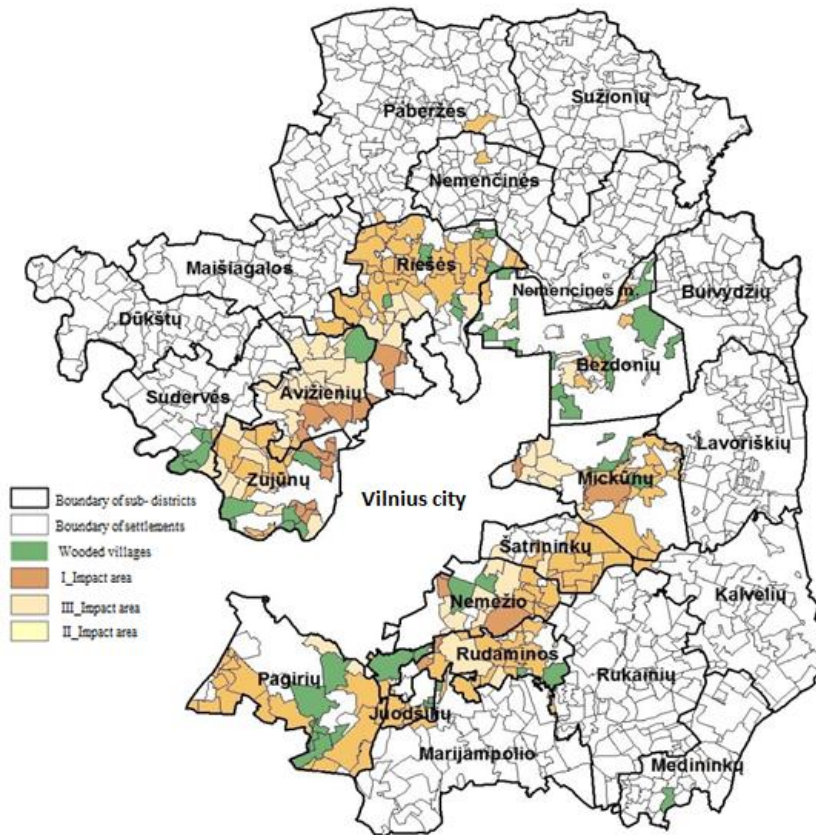 Paberžės
Sužionių
Nemenčinės
Riešės
Maišiagalos
Nemencines m.
Buivydžių
Dūkštų
Bezdonių
Avižienių
Sudervės
Lavoriškių
Zujūnų
Mickūnų
Vilnius city
Boundary of sub- districts
Boundary of settlements
Wooded villages
I_Impact area
III_Impact area
II_Impact area
Šatrininkų
Nemėžio
Kalvelių
Rudaminos
Pagirių
Rukainių
Juodšilių
Marijampolio
Medininkų